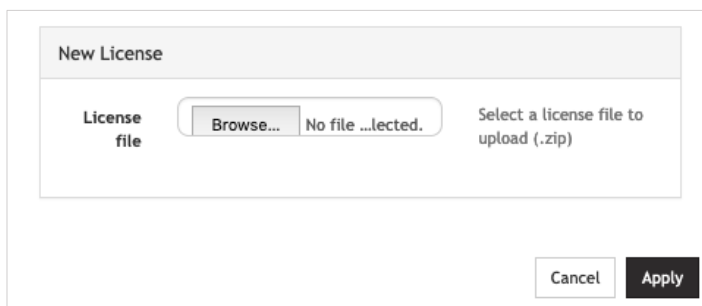 New License
License
file
Browse... No file ...lected.
Select a license file to
upload (.zip)
Cancel Apply